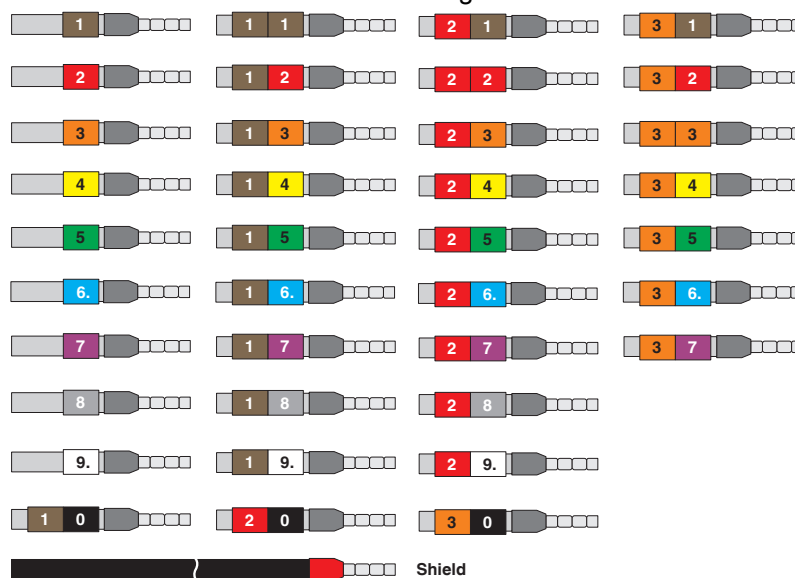 1 1 1 2 1 3 1
2 1 2 2 2 3 2
3 1 3 2 3 3 3
4 1 4 2 4 3 4
5 1 5 2 5 3 5
6. 1 6. 2 6. 3 6.
7 1 7 2 7 3 7
8 1 8 2 8
9. 1 9. 2 9.
1 0 2 0 3 0
Shield